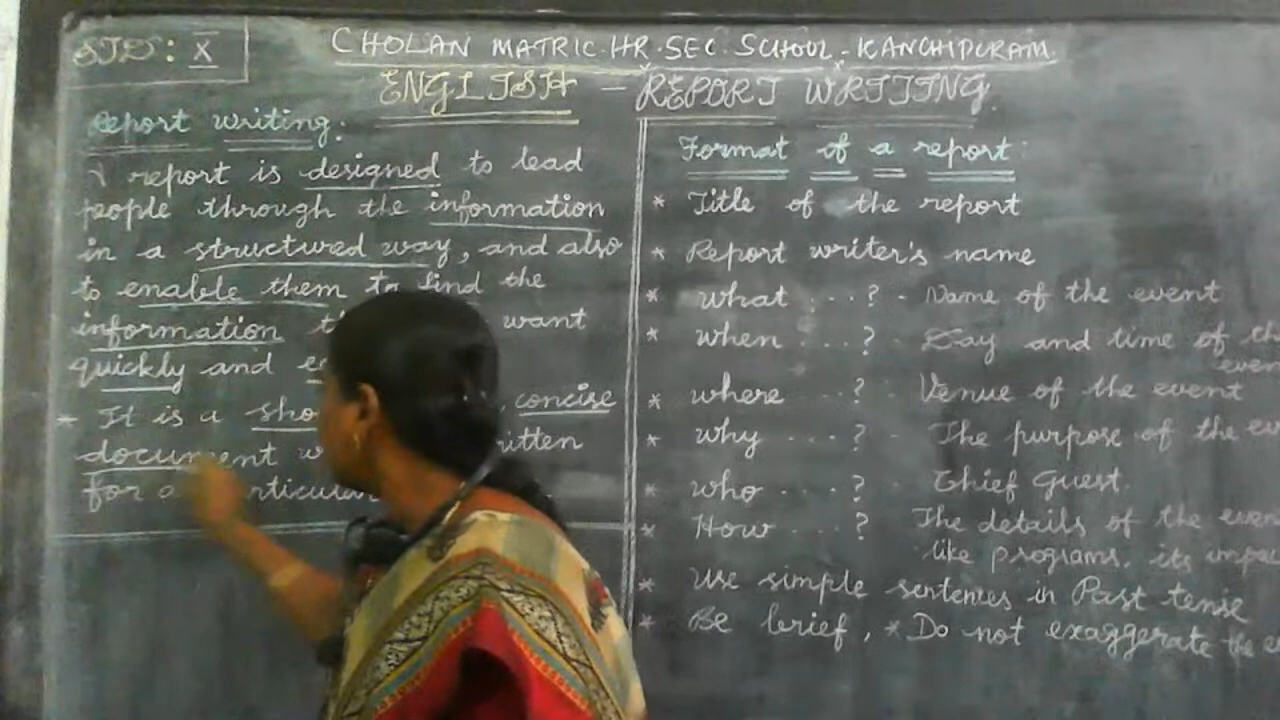 STD: X
CHOLAN MATRIC.HR.SEC.SCHOOL-KANCHIPURAM.
ENGLISH - REPORT WRITING.
Report writing:
report is designed to lead
people through the information
in a structured way, and also
to enable them to find the
information want
quickly and
* It is a concise
document
for a
Format of a report:
* Title of the report
* Report writer's name
* what ...? - Name of the event
* when ...? - Day and time of
* where ...? - Venue of the event
* why ...? - The purpose of the
* who ...? - Chief Guest.
* How ...? The details of the
like programs, its
* Use simple sentences in Past tense
* Be brief, * Do not exaggerate the